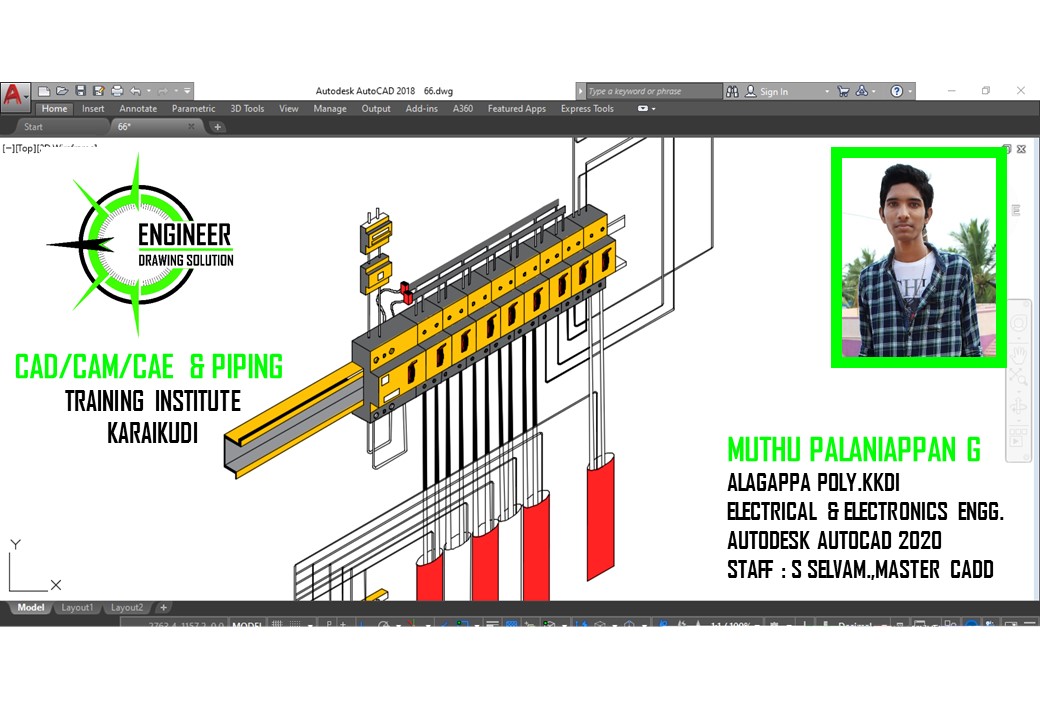 Autodesk AutoCAD 2018 66.dwg
Type a keyword or phrase
Sign In
Home Insert Annotate Parametric 3D Tools View Manage Output Add-ins A360 Featured Apps Express Tools
Start 66*
[−][Top]
ENGINEER
DRAWING SOLUTION
CAD/CAM/CAE & PIPING
TRAINING INSTITUTE
KARAIKUDI
MUTHU PALANIAPPAN G
ALAGAPPA POLY.KKDI
ELECTRICAL & ELECTRONICS ENGG.
AUTODESK AUTOCAD 2020
STAFF : S SELVAM.,MASTER CADD
Y
X
Model Layout1 Layout2
MODEL